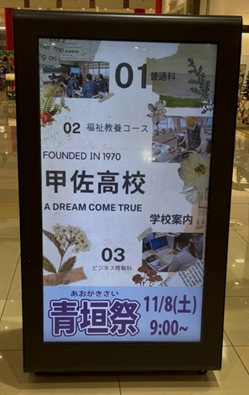 01 普通科
02 福祉教養コース
FOUNDED IN 1970
甲佐高校
A DREAM COME TRUE
学校案内
03
ビジネス情報科
あおがきさい
青垣祭
11/8(土)
9:00~